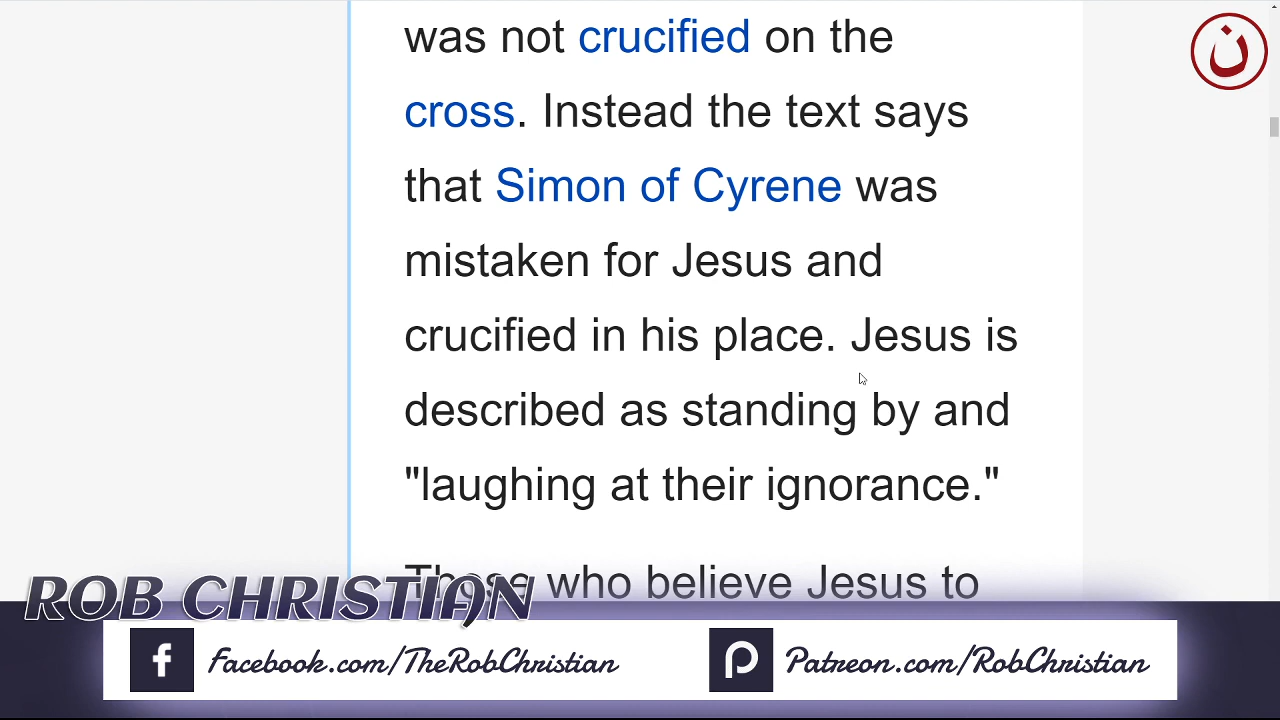 was not crucified on the
cross. Instead the text says
that Simon of Cyrene was
mistaken for Jesus and
crucified in his place. Jesus is
described as standing by and
"laughing at their ignorance."
Those who believe Jesus to
ROB CHRISTIAN
Facebook.com/TheRobChristian
Patreon.com/RobChristian
ن